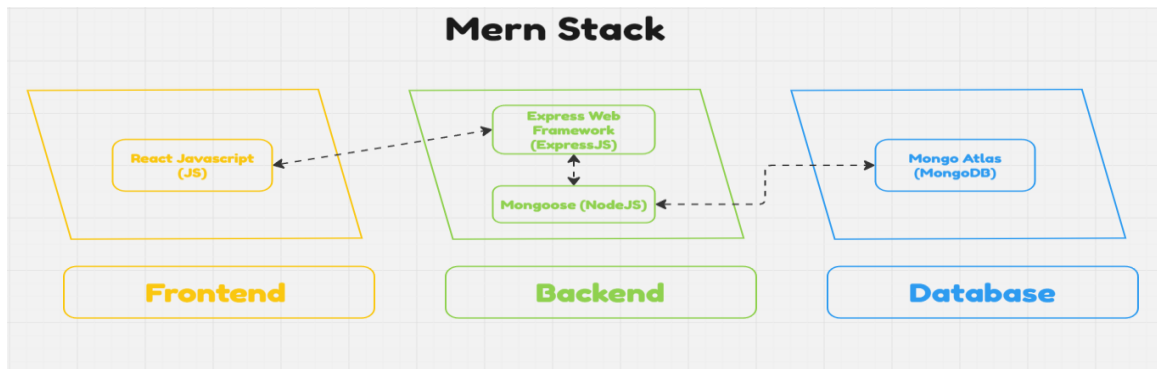 Mern Stack
React Javascript
(JS)
Express Web
Framework
(ExpressJS)
Mongoose (NodeJS)
Mongo Atlas
(MongoDB)
Frontend
Backend
Database